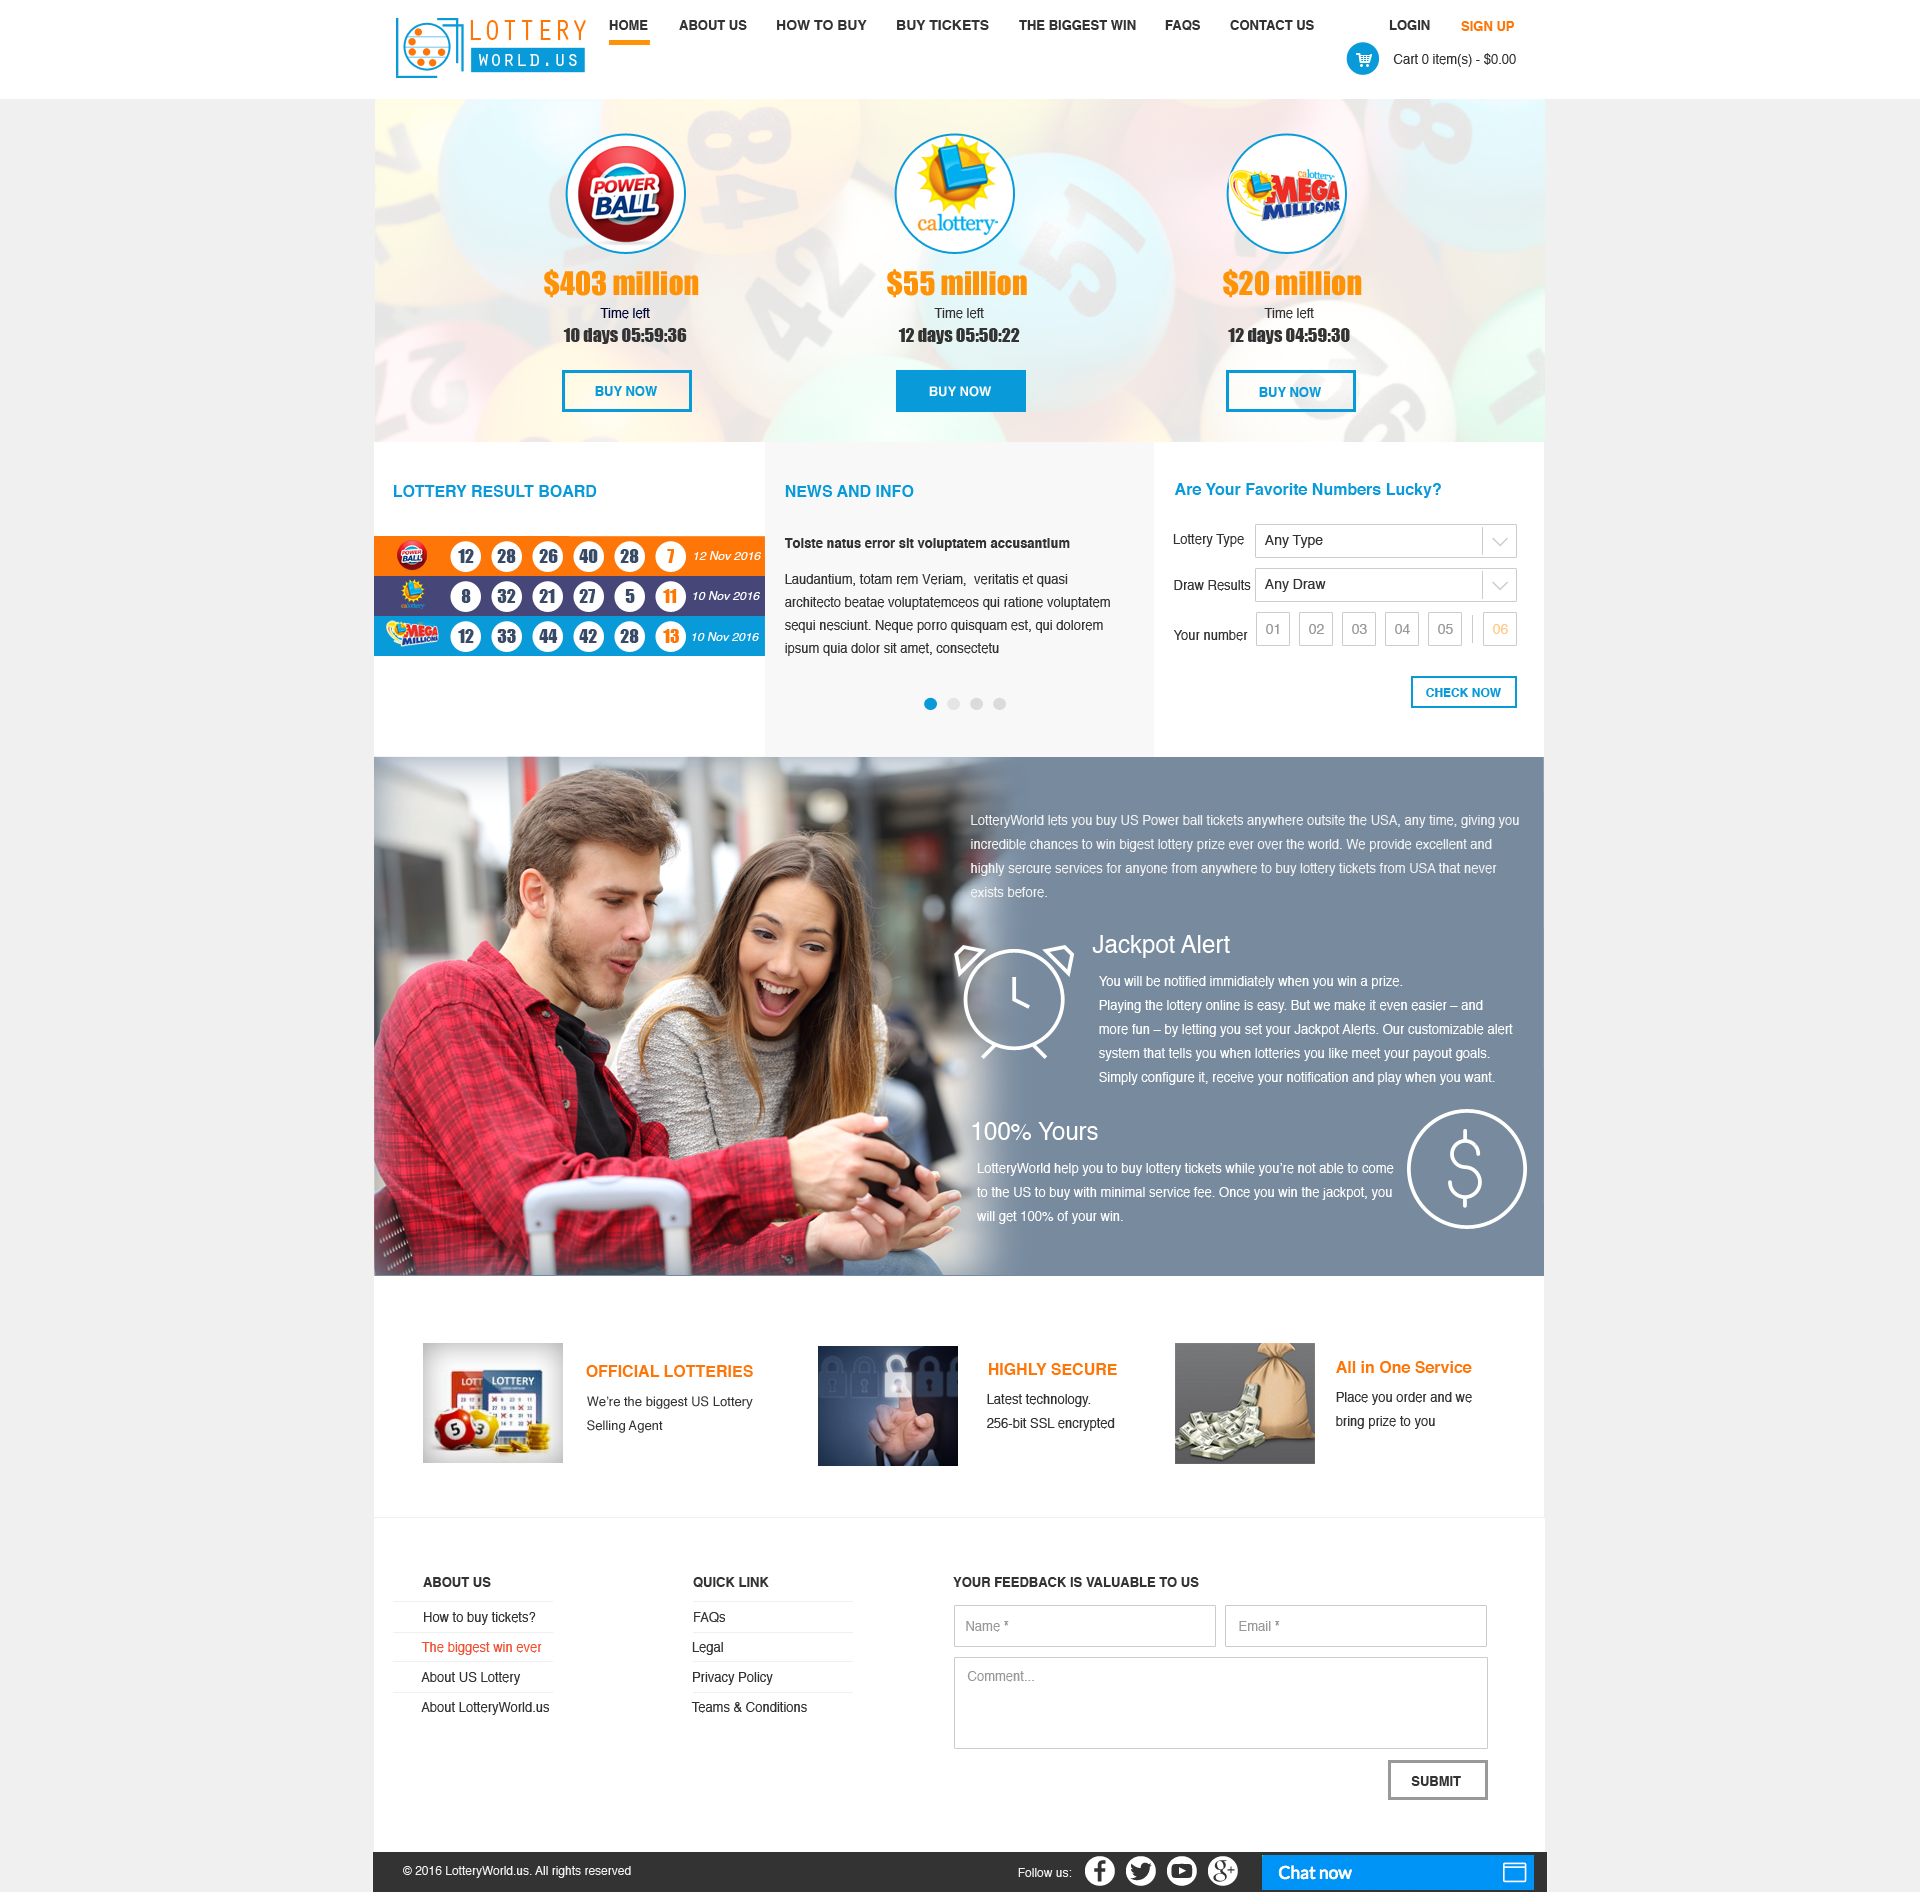 LOTTERY
WORLD.US
HOME ABOUT US HOW TO BUY BUY TICKETS THE BIGGEST WIN FAQS CONTACT US LOGIN SIGN UP
Cart 0 item(s) - $0.00
POWER
BALL
calottery
calottery
MEGA
MILLIONS
$403 million
Time left
10 days 05:59:36
BUY NOW
$55 million
Time left
12 days 05:50:22
BUY NOW
$20 million
Time left
12 days 04:59:30
BUY NOW
84
42
51
8
27
76
1
LOTTERY RESULT BOARD
POWER BALL 12 28 26 40 28 7 12 Nov 2016
calottery 8 32 21 27 5 11 10 Nov 2016
MEGA MILLIONS 12 33 44 42 28 13 10 Nov 2016
NEWS AND INFO
Toiste natus error sit voluptatem accusantium
Laudantium, totam rem Veriam, veritatis et quasi
architecto beatae voluptatemceos qui ratione voluptatem
sequi nesciunt. Neque porro quisquam est, qui dolorem
ipsum quia dolor sit amet, consectetu
Are Your Favorite Numbers Lucky?
Lottery Type Any Type
Draw Results Any Draw
Your number 01 02 03 04 05 06
CHECK NOW
LotteryWorld lets you buy US Power ball tickets anywhere outside the USA, any time, giving you
incredible chances to win bigest lottery prize ever over the world. We provide excellent and
highly sercure services for anyone from anywhere to buy lottery tickets from USA that never
exists before.
Jackpot Alert
You will be notified immidiately when you win a prize.
Playing the lottery online is easy. But we make it even easier – and
more fun – by letting you set your Jackpot Alerts. Our customizable alert
system that tells you when lotteries you like meet your payout goals.
Simply configure it, receive your notification and play when you want.
100% Yours
LotteryWorld help you to buy lottery tickets while you're not able to come
to the US to buy with minimal service fee. Once you win the jackpot, you
will get 100% of your win.
$
LOTT LOTTERY
5 3
OFFICIAL LOTTERIES
We're the biggest US Lottery
Selling Agent
HIGHLY SECURE
Latest technology.
256-bit SSL encrypted
All in One Service
Place you order and we
bring prize to you
ABOUT US
How to buy tickets?
The biggest win ever
About US Lottery
About LotteryWorld.us
QUICK LINK
FAQs
Legal
Privacy Policy
Teams & Conditions
YOUR FEEDBACK IS VALUABLE TO US
Name * Email *
Comment...
SUBMIT
© 2016 LotteryWorld.us. All rights reserved
Follow us: f g+
Chat now